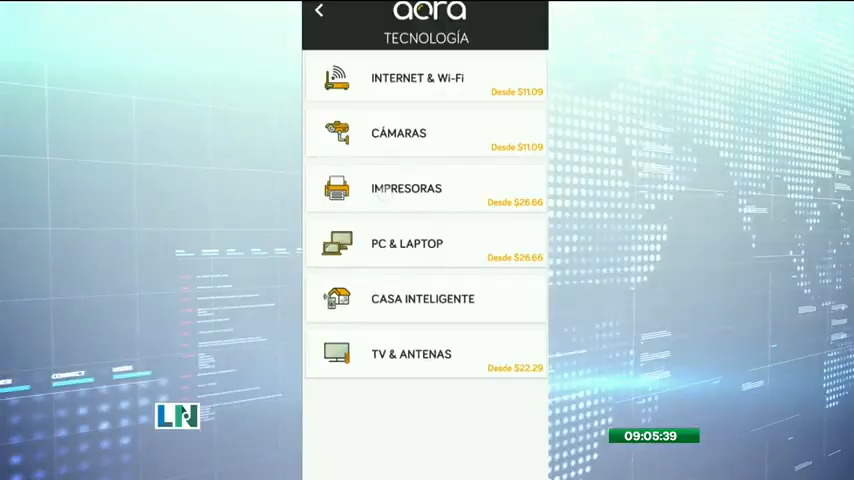 aora
TECNOLOGÍA
INTERNET & Wi-Fi
Desde $11.09
CÁMARAS
Desde $11.09
IMPRESORAS
Desde $26.66
PC & LAPTOP
Desde $26.66
CASA INTELIGENTE
TV & ANTENAS
Desde $22.29
CONNECT
LN
09:05:39